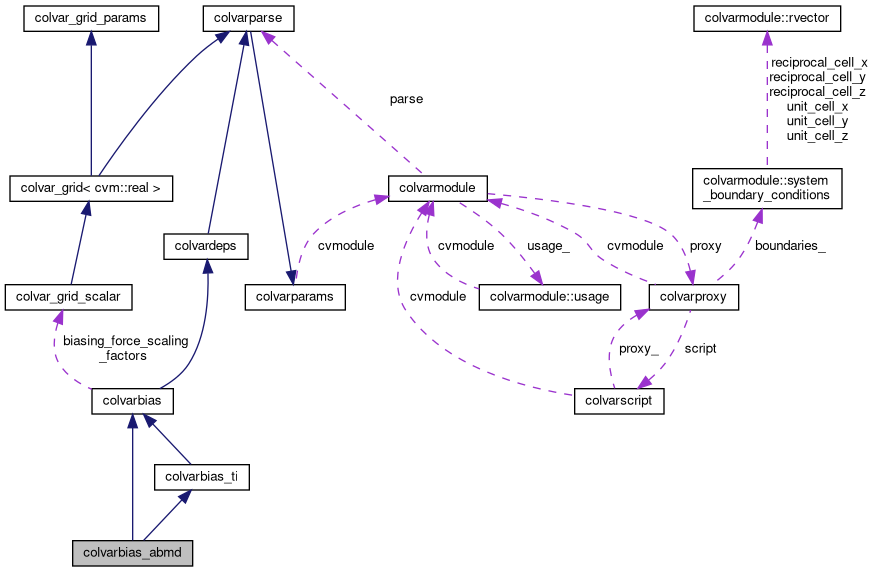 colvar_grid_params
colvarparse
colvarmodule::rvector
reciprocal_cell_x
reciprocal_cell_y
reciprocal_cell_z
unit_cell_x
unit_cell_y
unit_cell_z
parse
colvar_grid< cvm::real >
colvarmodule
colvarmodule::system
_boundary_conditions
colvardeps
cvmodule
cvmodule
usage_
cvmodule
proxy
boundaries_
colvar_grid_scalar
colvarparams
cvmodule
colvarmodule::usage
colvarproxy
biasing_force_scaling
_factors
proxy_
script
colvarbias
colvarscript
colvarbias_ti
colvarbias_abmd